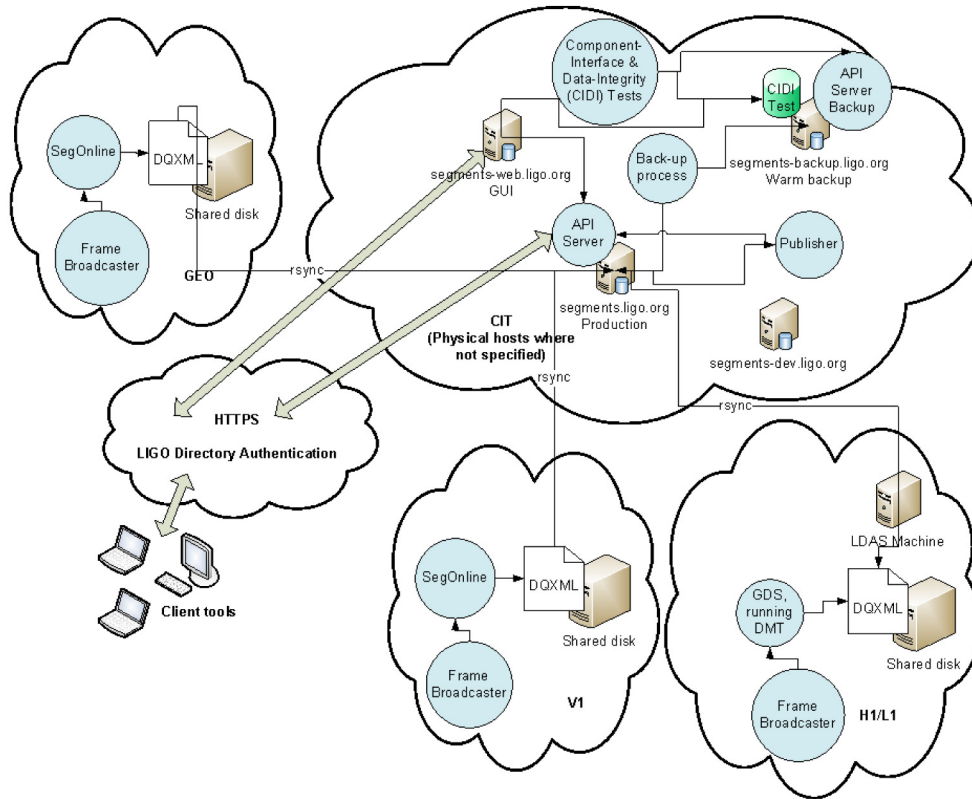 Component-
Interface &
Data-Integrity
(CIDI) Tests
CIDI
Test
API
Server
Backup
SegOnline
DQXML
Shared disk
Frame
Broadcaster
GEO
segments-web.ligo.org
GUI
Back-up
process
segments-backup.ligo.org
Warm backup
API
Server
Publisher
rsync
rsync
segments.ligo.org
Production
CIT
(Physical hosts where
not specified)
segments-dev.ligo.org
rsync
rsync
HTTPS
LIGO Directory Authentication
Client tools
SegOnline
DQXML
Shared disk
Frame
Broadcaster
V1
LDAS Machine
GDS,
running
DMT
DQXML
Shared disk
Frame
Broadcaster
H1/L1